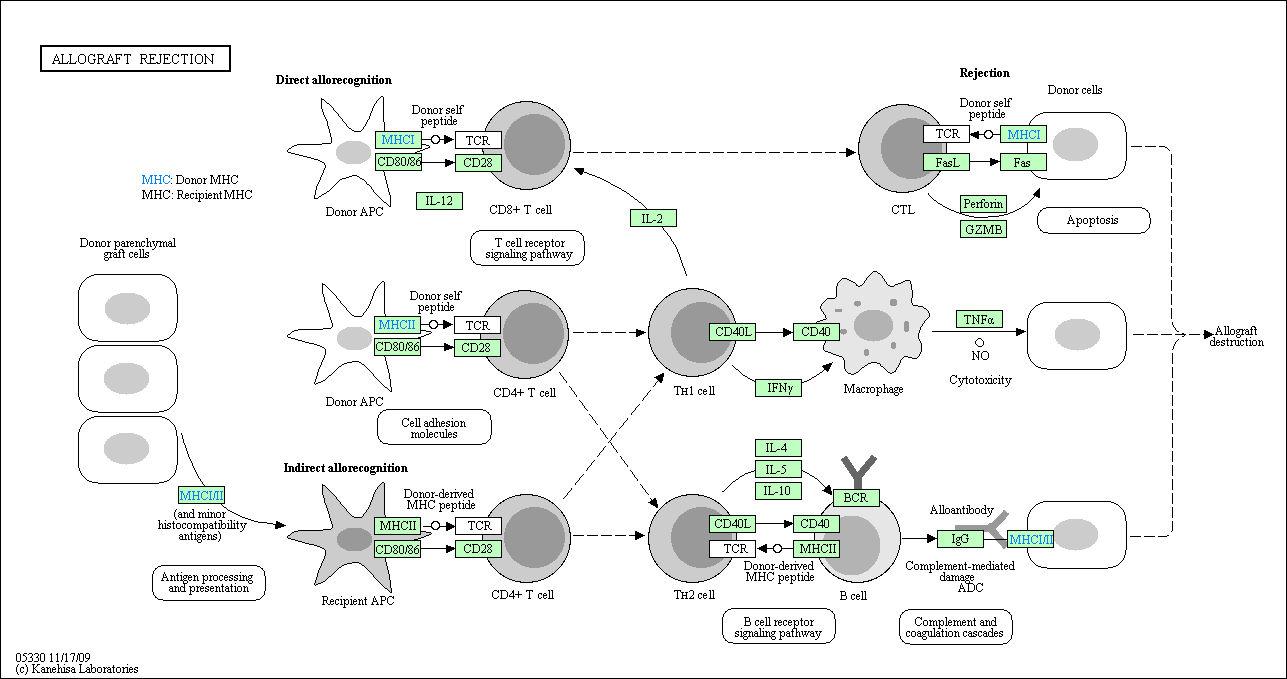 ALLOGRAFT REJECTION
Direct allorecognition
Rejection
Donor cells
Donor self
peptide
MHCI
TCR
CD80/86
CD28
IL-12
Donor APC
CD8+ T cell
T cell receptor
signaling pathway
MHC: Donor MHC
MHC: Recipient MHC
IL-2
Donor self
peptide
TCR
MHCI
FasL
Fas
CTL
Perforin
GZMB
Apoptosis
Donor parenchymal
graft cells
Donor self
peptide
MHCII
TCR
CD80/86
CD28
Donor APC
CD4+ T cell
Cell adhesion
molecules
CD40L
CD40
IFNγ
TH1 cell
Macrophage
TNFα
NO
Cytotoxicity
Allograft
destruction
Indirect allorecognition
MHCI/II
(and minor
histocompatibility
antigens)
Antigen processing
and presentation
Donor-derived
MHC peptide
MHCII
TCR
CD80/86
CD28
Recipient APC
CD4+ T cell
IL-4
IL-5
IL-10
BCR
CD40L
CD40
TCR
MHCII
Donor-derived
MHC peptide
TH2 cell
B cell
B cell receptor
signaling pathway
Alloantibody
IgG
MHCI/II
Complement-mediated
damage
ADC
Complement and
coagulation cascades
05330 11/17/09
(c) Kanehisa Laboratories